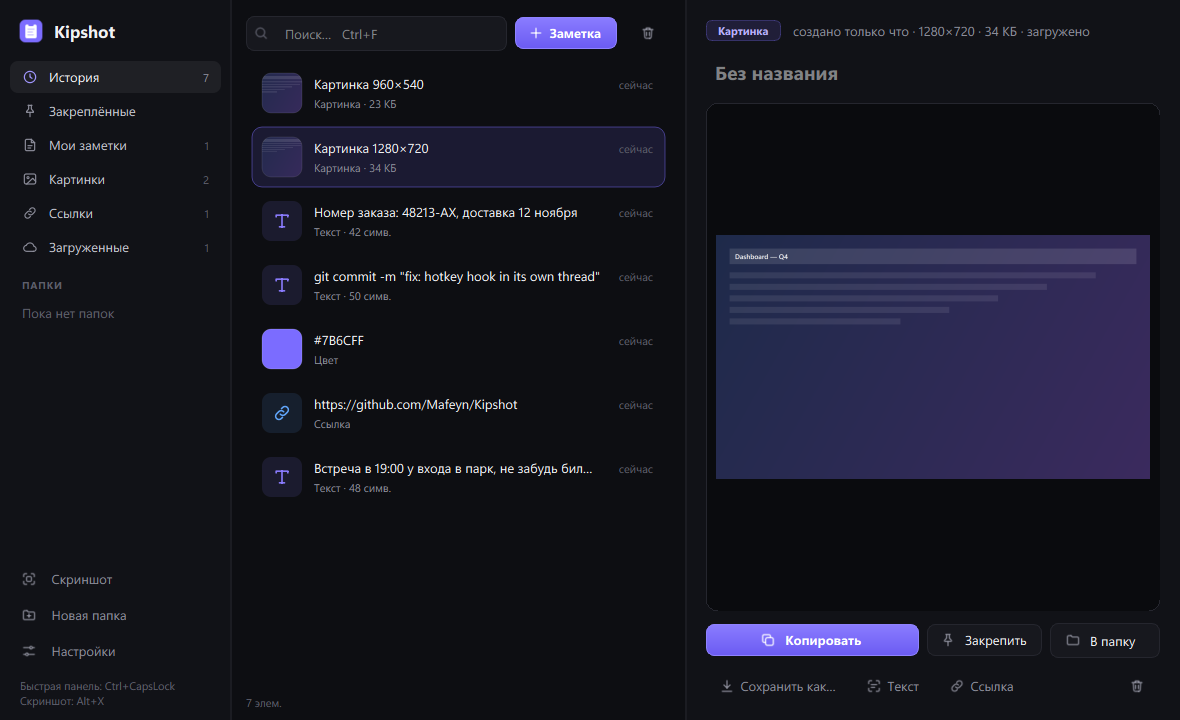 Kipshot
История 7
Закреплённые
Мои заметки 1
Картинки 2
Ссылки 1
Загруженные 1
ПАПКИ
Пока нет папок
Скриншот
Новая папка
Настройки
Быстрая панель: Ctrl+CapsLock
Скриншот: Alt+X
Поиск... Ctrl+F
Заметка
Картинка 960×540 сейчас
Картинка · 23 КБ
Картинка 1280×720 сейчас
Картинка · 34 КБ
Номер заказа: 48213-AX, доставка 12 ноября сейчас
Текст · 42 симв.
git commit -m "fix: hotkey hook in its own thread" сейчас
Текст · 50 симв.
#7B6CFF сейчас
Цвет
https://github.com/Mafeyn/Kipshot сейчас
Ссылка
Встреча в 19:00 у входа в парк, не забудь бил... сейчас
Текст · 48 симв.
7 элем.
Картинка создано только что · 1280×720 · 34 КБ · загружено
Без названия
Dashboard — Q4
Копировать
Закрепить
В папку
Сохранить как...
Текст
Ссылка